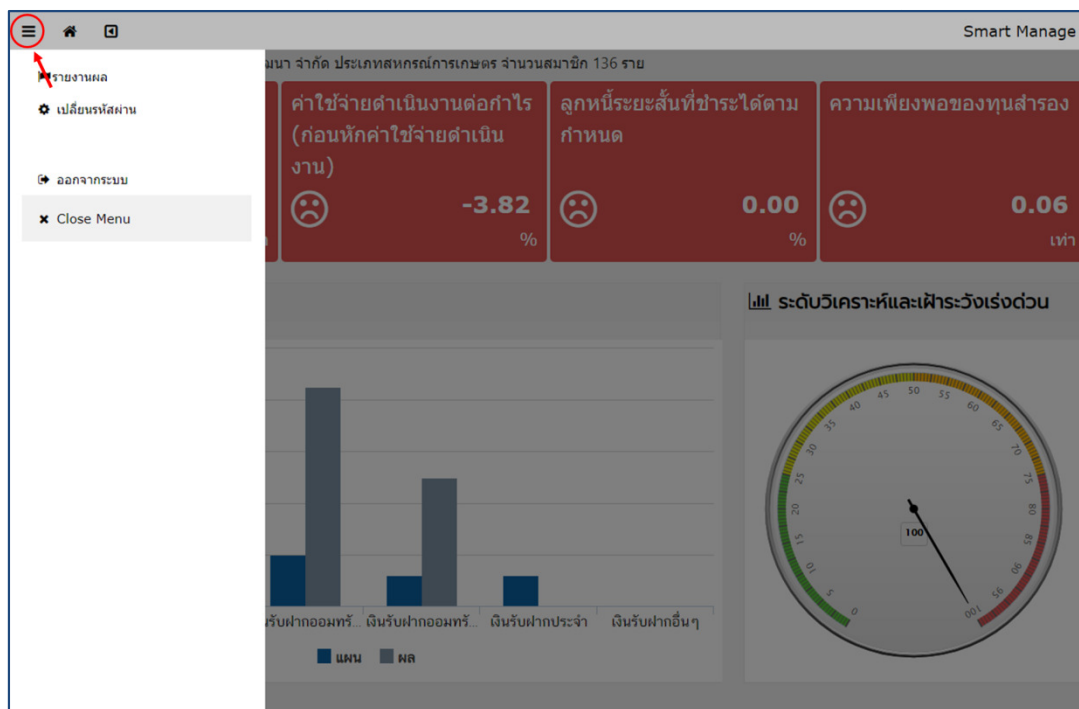 Smart Manage
รายงานผล
เปลี่ยนรหัสผ่าน
ออกจากระบบ
Close Menu
จำกัด ประเภทสหกรณ์การเกษตร จำนวนสมาชิก 136 ราย
ค่าใช้จ่ายดำเนินงานต่อกำไร
(ก่อนหักค่าใช้จ่ายดำเนิน
งาน)
-3.82
%
ลูกหนี้ระยะสั้นที่ชำระได้ตาม
กำหนด
0.00
%
ความเพียงพอของทุนสำรอง
0.06
เท่า
เงินรับฝากออมทรั... เงินรับฝากประจำ เงินรับฝากอื่นๆ
แผน ผล
ระดับวิเคราะห์และเฝ้าระวังเร่งด่วน
0 5 10 15 20 25 30 35 40 45 50 55 60 65 70 75 80 85 90 95 100
100